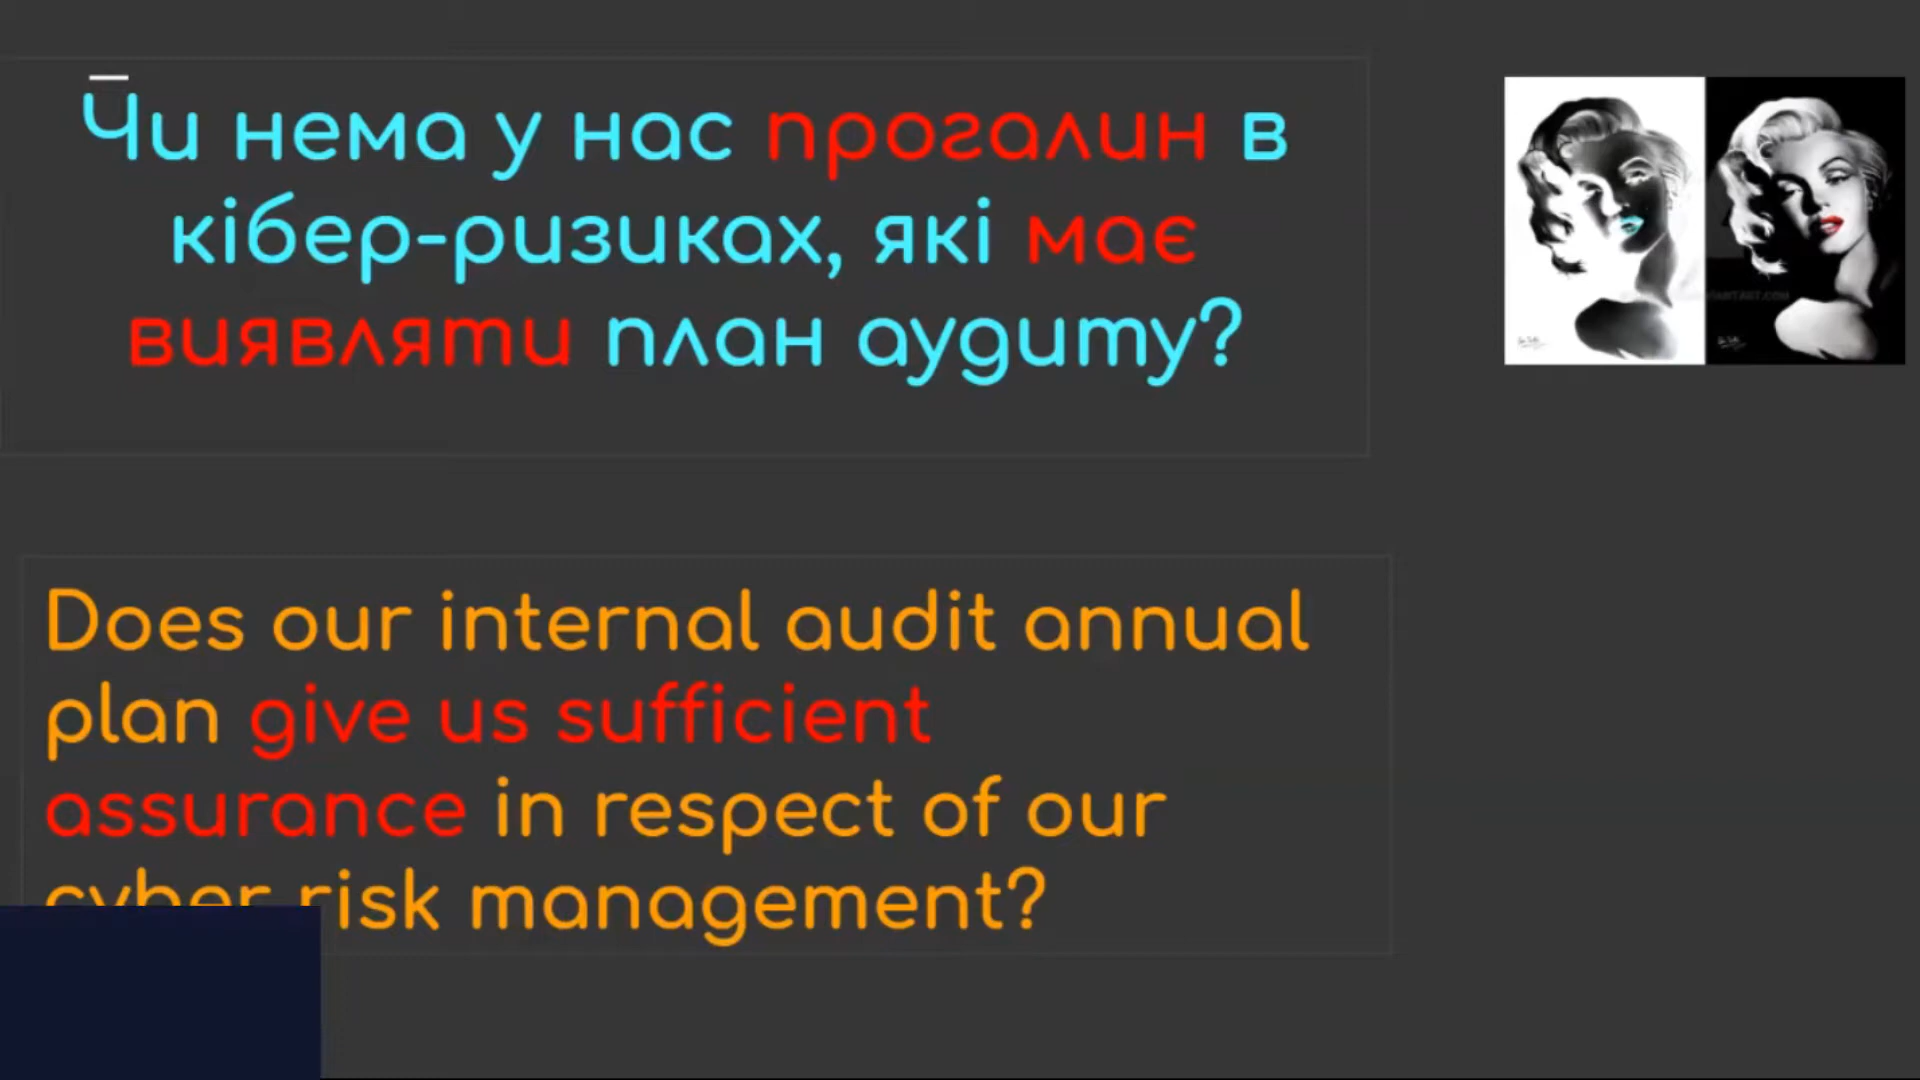 Чи нема у нас прогалин в
кібер-ризиках, які має
виявляти план аудиту?
Does our internal audit annual
plan give us sufficient
assurance in respect of our
cyber risk management?